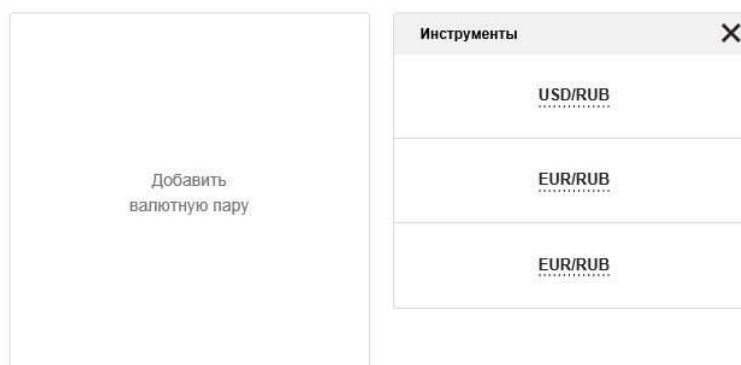 Добавить
валютную пару
Инструменты
USD/RUB
EUR/RUB
EUR/RUB